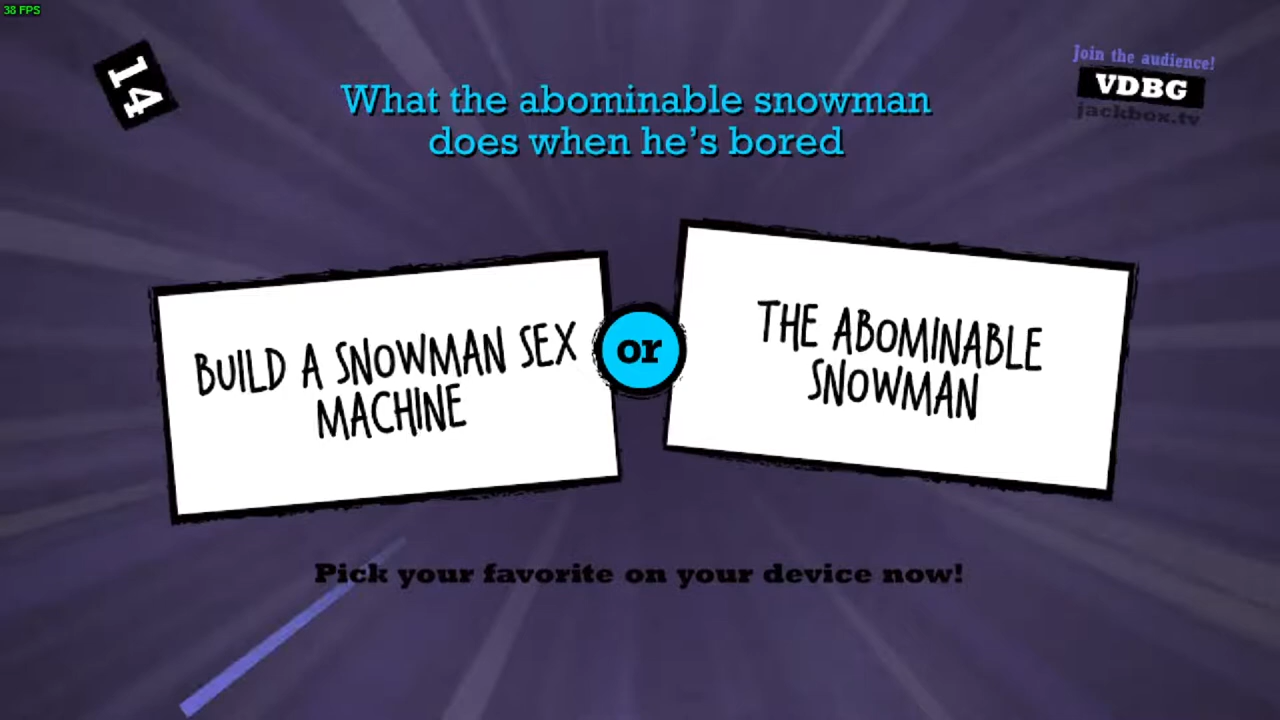 38 FPS
14
Join the audience!
VDBG
jackbox.tv
What the abominable snowman
does when he's bored
BUILD A SNOWMAN SEX
MACHINE
or
THE ABOMINABLE
SNOWMAN
Pick your favorite on your device now!